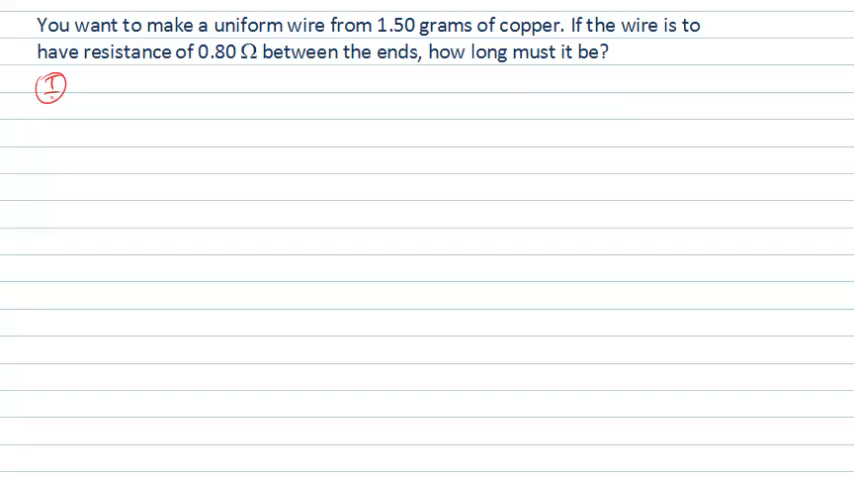 You want to make a uniform wire from 1.50 grams of copper. If the wire is to
have resistance of 0.80 Ω between the ends, how long must it be?
I